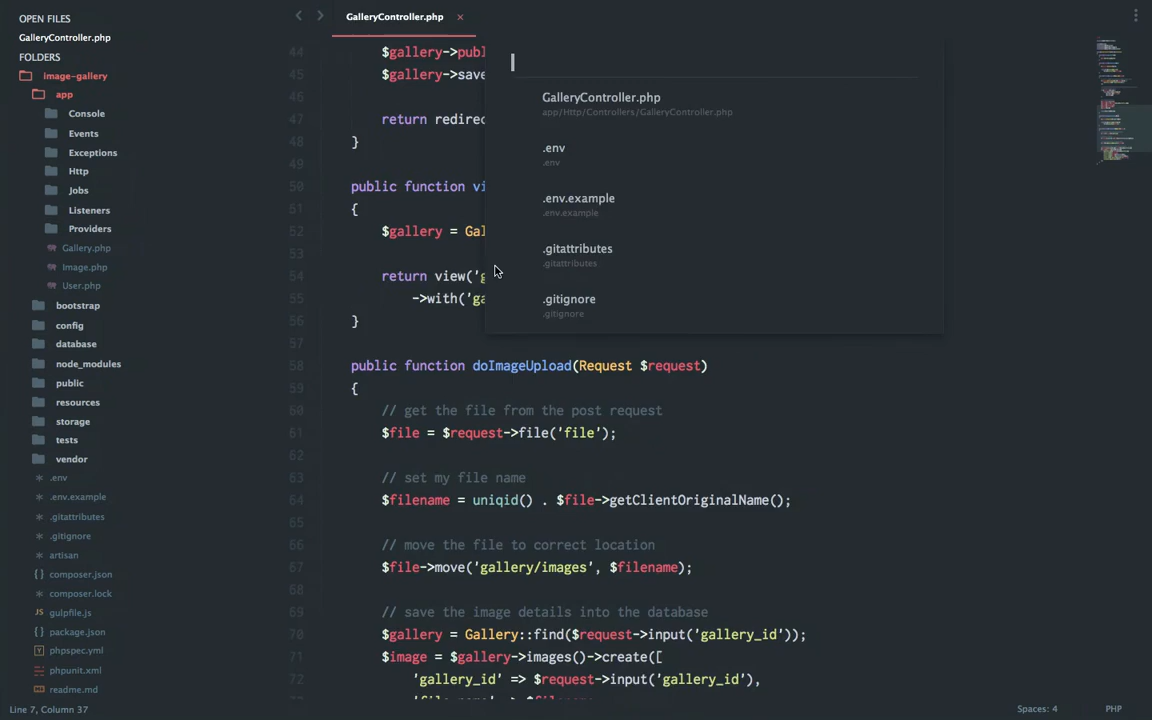 OPEN FILES
GalleryController.php
FOLDERS
image-gallery
app
Console
Events
Exceptions
Http
Jobs
Listeners
Providers
Gallery.php
Image.php
User.php
bootstrap
config
database
node_modules
public
resources
storage
tests
vendor
.env
.env.example
.gitattributes
.gitignore
artisan
composer.json
composer.lock
gulpfile.js
package.json
phpspec.yml
phpunit.xml
readme.md
GalleryController.php
44 $gallery->publ
45 $gallery->save
46
47 return redirec
48 }
49
50 public function vi
51 {
52 $gallery = Gal
53
54 return view('g
55 ->with('ga
56 }
57
58 public function doImageUpload(Request $request)
59 {
60 // get the file from the post request
61 $file = $request->file('file');
62
63 // set my file name
64 $filename = uniqid() . $file->getClientOriginalName();
65
66 // move the file to correct location
67 $file->move('gallery/images', $filename);
68
69 // save the image details into the database
70 $gallery = Gallery::find($request->input('gallery_id'));
71 $image = $gallery->images()->create([
72 'gallery_id' => $request->input('gallery_id'),
GalleryController.php
app/Http/Controllers/GalleryController.php
.env
.env
.env.example
.env.example
.gitattributes
.gitattributes
.gitignore
.gitignore
Line 7, Column 37
Spaces: 4
PHP